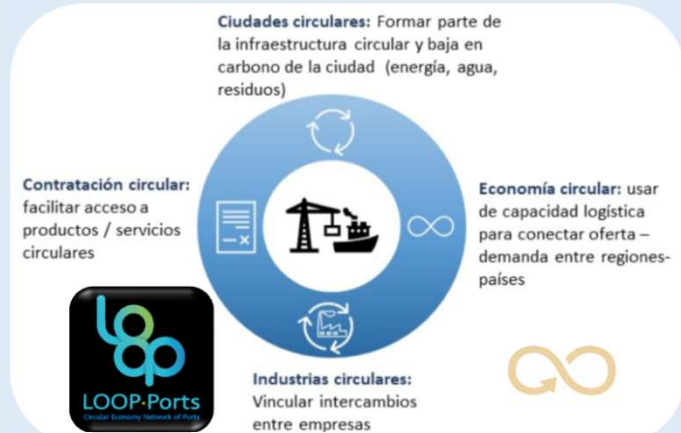 Ciudades circulares: Formar parte de
la infraestructura circular y baja en
carbono de la ciudad (energía, agua,
residuos)
Contratación circular:
facilitar acceso a
productos / servicios
circulares
Economía circular: usar
de capacidad logística
para conectar oferta –
demanda entre regiones-
países
Industrias circulares:
Vincular intercambios
entre empresas
Loop
LOOP·Ports
Circular Economy Network of Ports